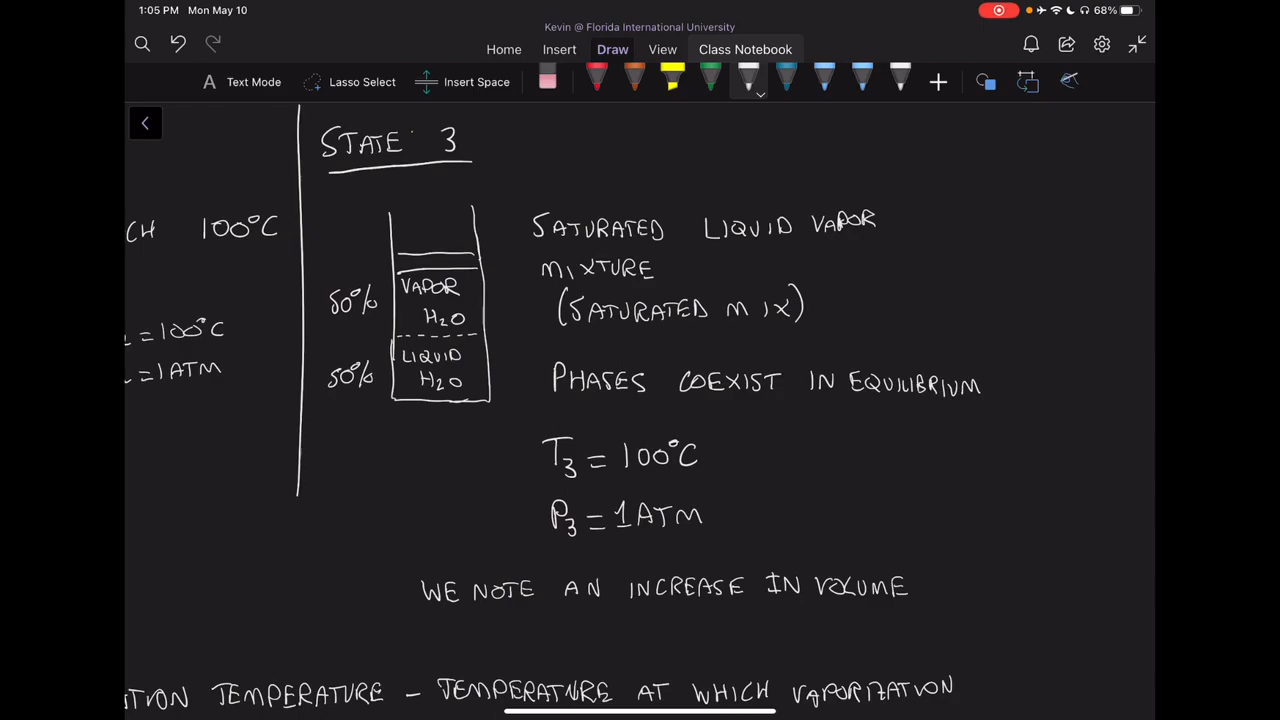 1:05 PM Mon May 10
68%
Kevin @ Florida International University
Home Insert Draw View Class Notebook
Text Mode Lasso Select Insert Space
STATE 3
CH 100°C
SATURATED LIQUID VAPOR
MIXTURE
(SATURATED MIX)
50% VAPOR
H2O
50% LIQUID
H2O
= 100°C
= 1 ATM
PHASES COEXIST IN EQUILIBRIUM
T3 = 100°C
P3 = 1 ATM
WE NOTE AN INCREASE IN VOLUME
ATION TEMPERATURE - TEMPERATURE AT WHICH VAPORIZATION